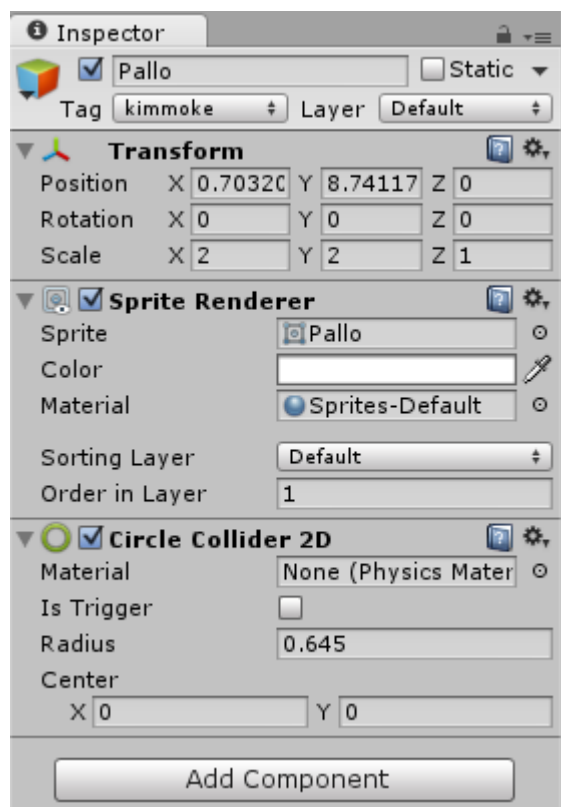 Inspector
Pallo Static
Tag kimmoke Layer Default
Transform
Position X 0.70320 Y 8.74117 Z 0
Rotation X 0 Y 0 Z 0
Scale X 2 Y 2 Z 1
Sprite Renderer
Sprite Pallo
Color
Material Sprites-Default
Sorting Layer Default
Order in Layer 1
Circle Collider 2D
Material None (Physics Mater
Is Trigger
Radius 0.645
Center
X 0 Y 0
Add Component